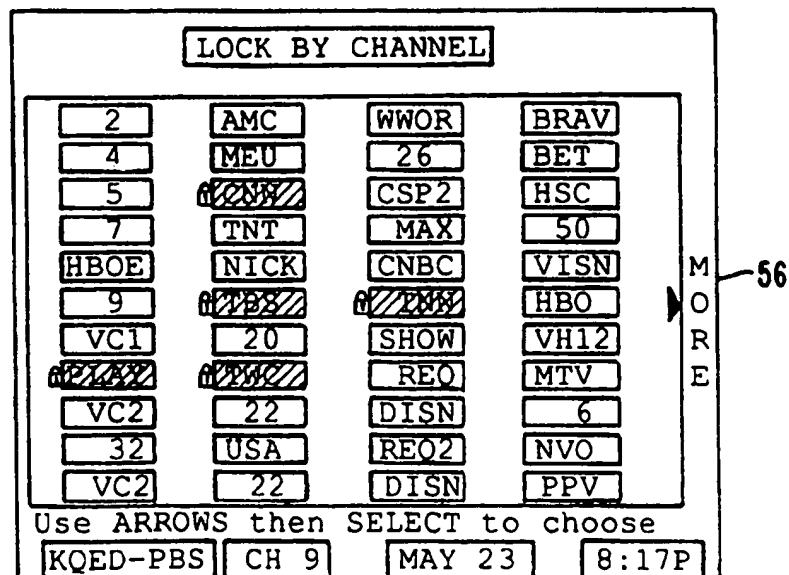 LOCK BY CHANNEL
2 AMC WWOR BRAV
4 MEU 26 BET
5 CNN CSP2 HSC
7 TNT MAX 50
HBOE NICK CNBC VISN
9 TBS TNN HBO
VC1 20 SHOW VH12
PLAY TWC REQ MTV
VC2 22 DISN 6
32 USA REQ2 NVO
VC2 22 DISN PPV
MORE
56
Use ARROWS then SELECT to choose
KQED-PBS CH 9 MAY 23 8:17P